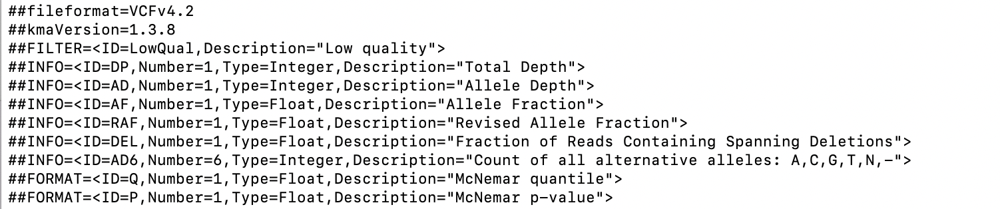 ##fileformat=VCFv4.2
##kmaVersion=1.3.8
##FILTER=<ID=LowQual,Description="Low quality">
##INFO=<ID=DP,Number=1,Type=Integer,Description="Total Depth">
##INFO=<ID=AD,Number=1,Type=Integer,Description="Allele Depth">
##INFO=<ID=AF,Number=1,Type=Float,Description="Allele Fraction">
##INFO=<ID=RAF,Number=1,Type=Float,Description="Revised Allele Fraction">
##INFO=<ID=DEL,Number=1,Type=Float,Description="Fraction of Reads Containing Spanning Deletions">
##INFO=<ID=AD6,Number=6,Type=Integer,Description="Count of all alternative alleles: A,C,G,T,N,-">
##FORMAT=<ID=Q,Number=1,Type=Float,Description="McNemar quantile">
##FORMAT=<ID=P,Number=1,Type=Float,Description="McNemar p-value">